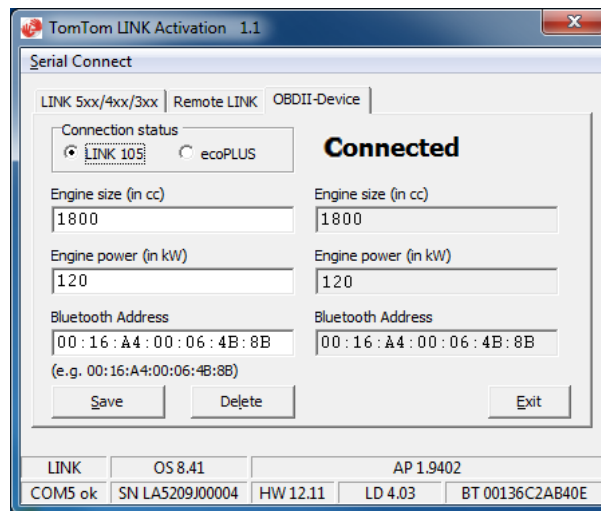 TomTom LINK Activation 1.1
X
Serial Connect
LINK 5xx/4xx/3xx Remote LINK OBDII-Device
Connection status
LINK 105 ecoPLUS
Connected
Engine size (in cc) Engine size (in cc)
1800 1800
Engine power (in kW) Engine power (in kW)
120 120
Bluetooth Address Bluetooth Address
00:16:A4:00:06:4B:8B 00:16:A4:00:06:4B:8B
(e.g. 00:16:A4:00:06:4B:8B)
Save Delete Exit
LINK OS 8.41 AP 1.9402
COM5 ok SN LA5209J00004 HW 12.11 LD 4.03 BT 00136C2AB40E